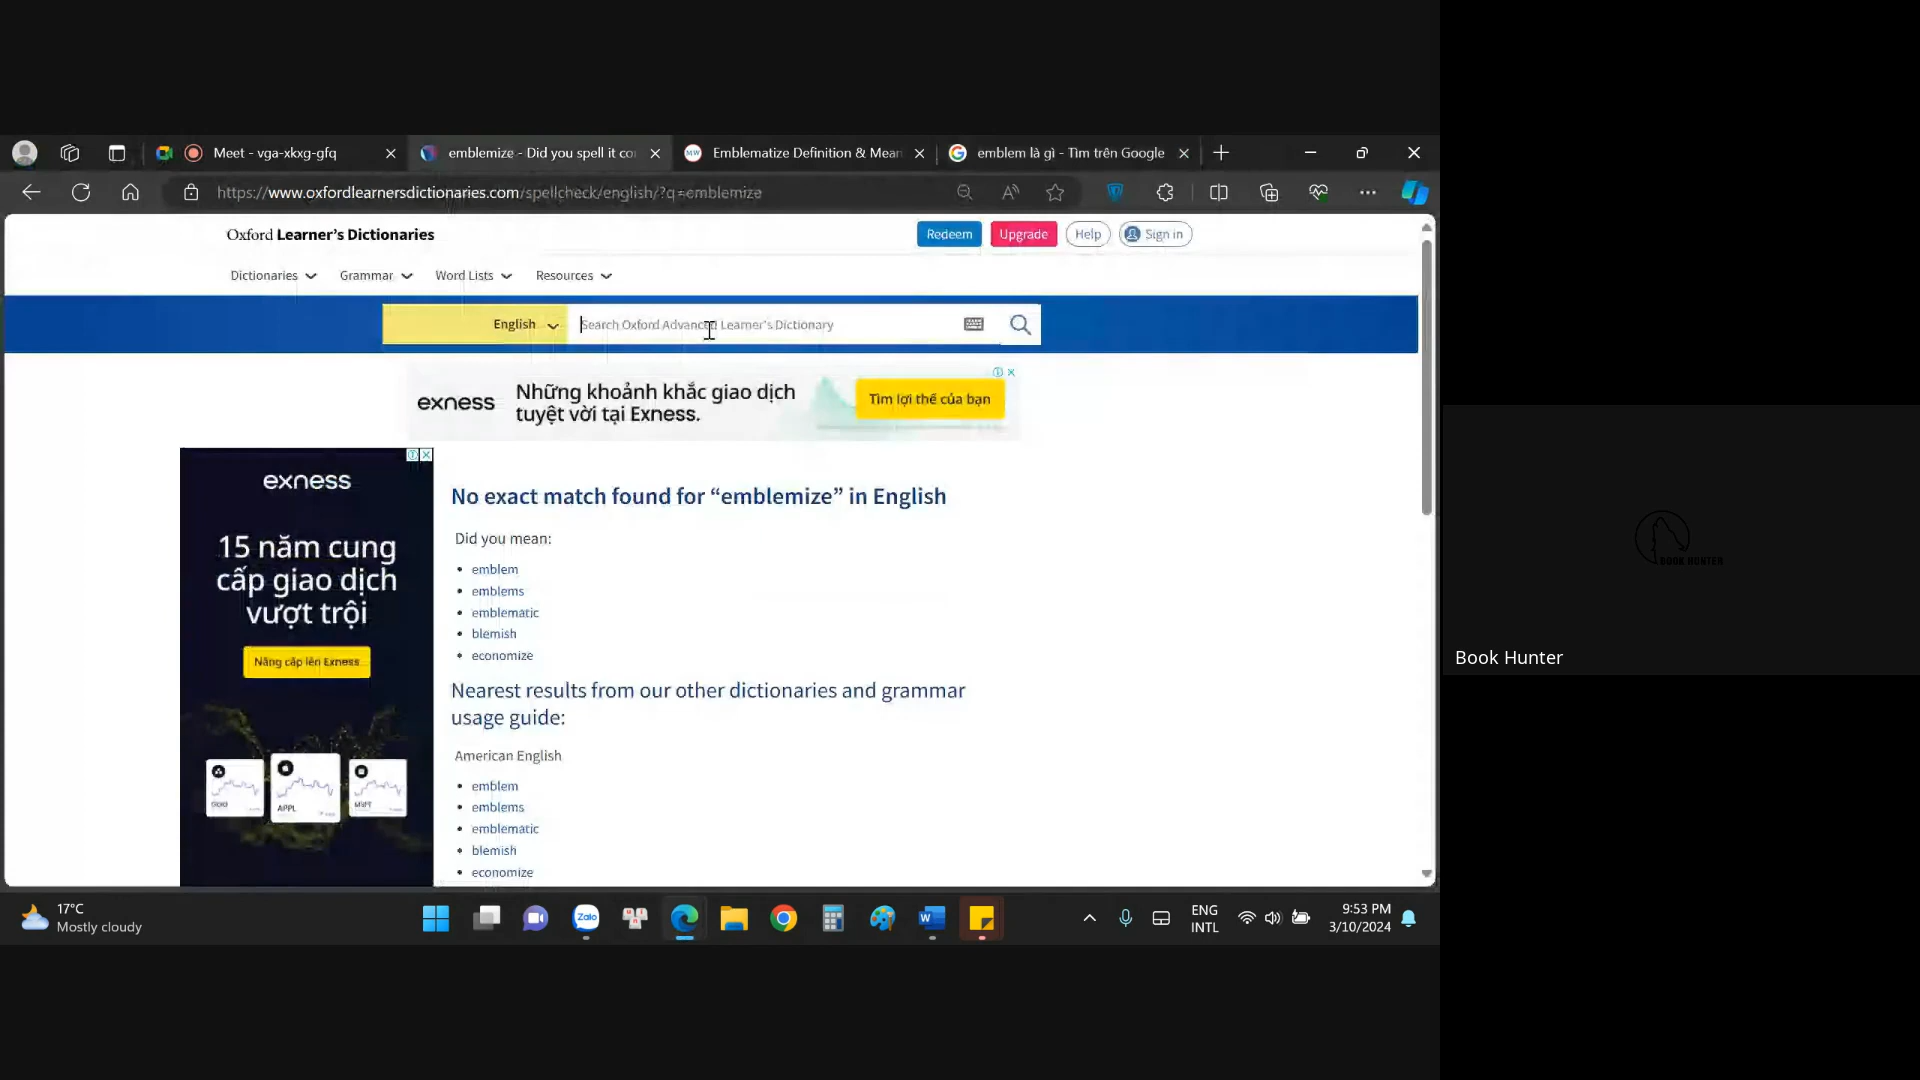 Meet - vga-xkxg-gfq
emblemize - Did you spell it co
Emblematize Definition & Mean
emblem là gì - Tìm trên Google
https://www.oxfordlearnersdictionaries.com/spellcheck/english/?q=emblemize
Oxford Learner's Dictionaries
Redeem
Upgrade
Help
Sign in
Dictionaries
Grammar
Word Lists
Resources
English
Search Oxford Advanced Learner's Dictionary
exness
Những khoảnh khắc giao dịch
tuyệt vời tại Exness.
Tìm lợi thế của bạn
exness
15 năm cung
cấp giao dịch
vượt trội
Nâng cấp lên Exness
APPL
No exact match found for “emblemize” in English
Did you mean:
• emblem
• emblems
• emblematic
• blemish
• economize
Nearest results from our other dictionaries and grammar
usage guide:
American English
• emblem
• emblems
• emblematic
• blemish
• economize
BOOK HUNTER
Book Hunter
17°C
Mostly cloudy
Zalo
ENG
INTL
9:53 PM
3/10/2024